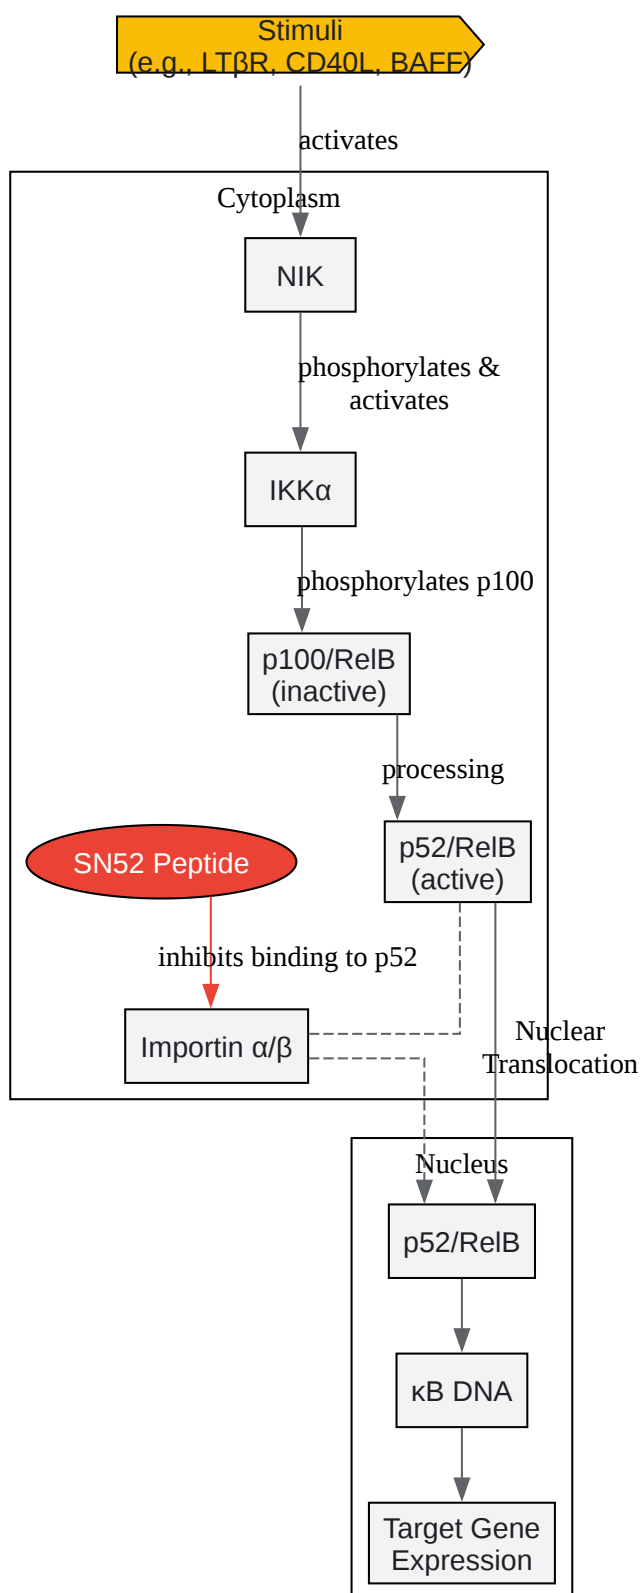 Stimuli
(e.g., LTβR, CD40L, BAFF)
activates
Cytoplasm
NIK
phosphorylates &
activates
IKKα
phosphorylates p100
p100/RelB
(inactive)
processing
SN52 Peptide
p52/RelB
(active)
inhibits binding to p52
Importin α/β
Nuclear
Translocation
Nucleus
p52/RelB
κB DNA
Target Gene
Expression